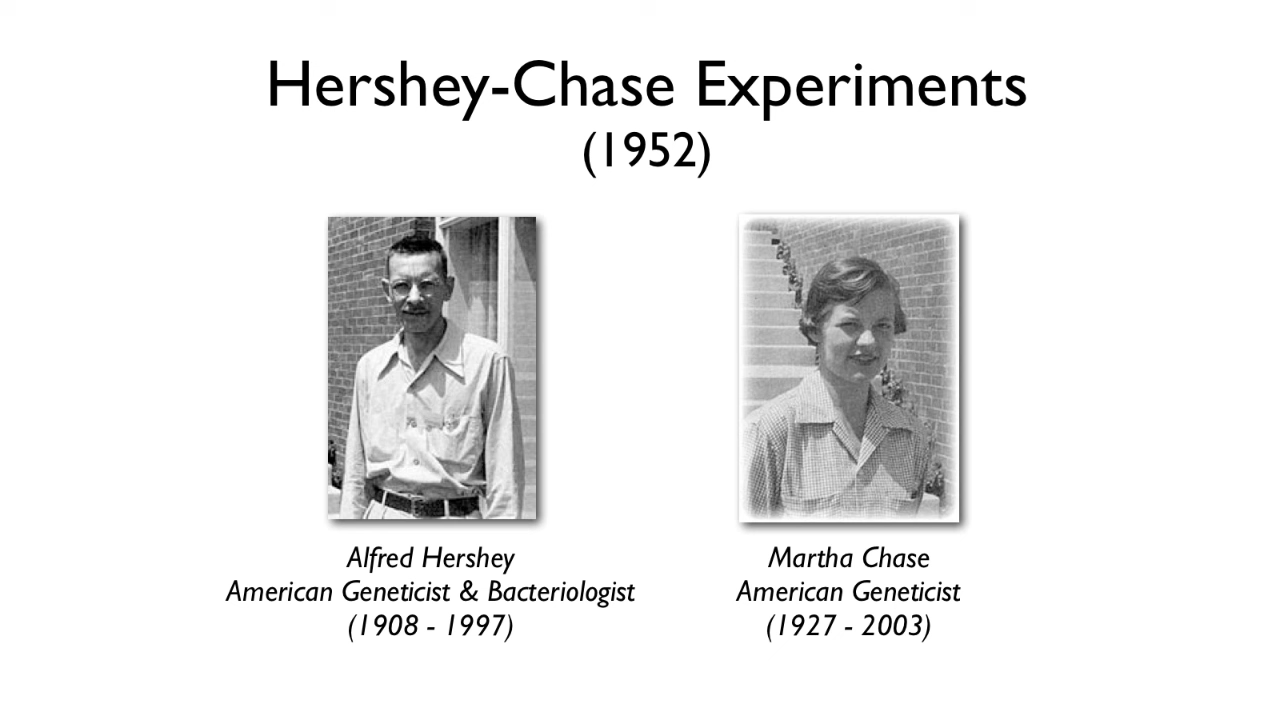 Hershey-Chase Experiments
(1952)
Alfred Hershey
American Geneticist & Bacteriologist
(1908 - 1997)
Martha Chase
American Geneticist
(1927 - 2003)